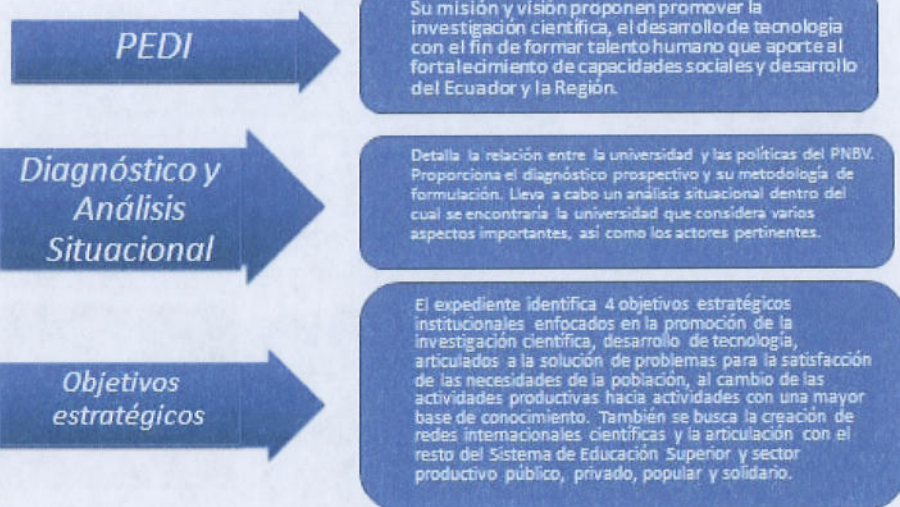 PEDI
Su misión y visión proponen promover la
investigación científica, el desarrollo de tecnología
con el fin de formar talento humano que aporte al
fortalecimiento de capacidades sociales y desarrollo
del Ecuador y la Región.
Diagnóstico y
Análisis
Situacional
Detalla la relación entre la universidad y las políticas del PNBV.
Proporciona el diagnóstico prospectivo y su metodología de
formulación. Lleva a cabo un análisis situacional dentro del
cual se encontraría la universidad que considera varios
aspectos importantes, así como los actores pertinentes.
Objetivos
estratégicos
El expediente identifica 4 objetivos estratégicos
institucionales enfocados en la promoción de la
investigación científica, desarrollo de tecnología,
articulados a la solución de problemas para la satisfacción
de las necesidades de la población, al cambio de las
actividades productivas hacia actividades con una mayor
base de conocimiento. También se busca la creación de
redes internacionales científicas y la articulación con el
resto del Sistema de Educación Superior y sector
productivo público, privado, popular y solidario.